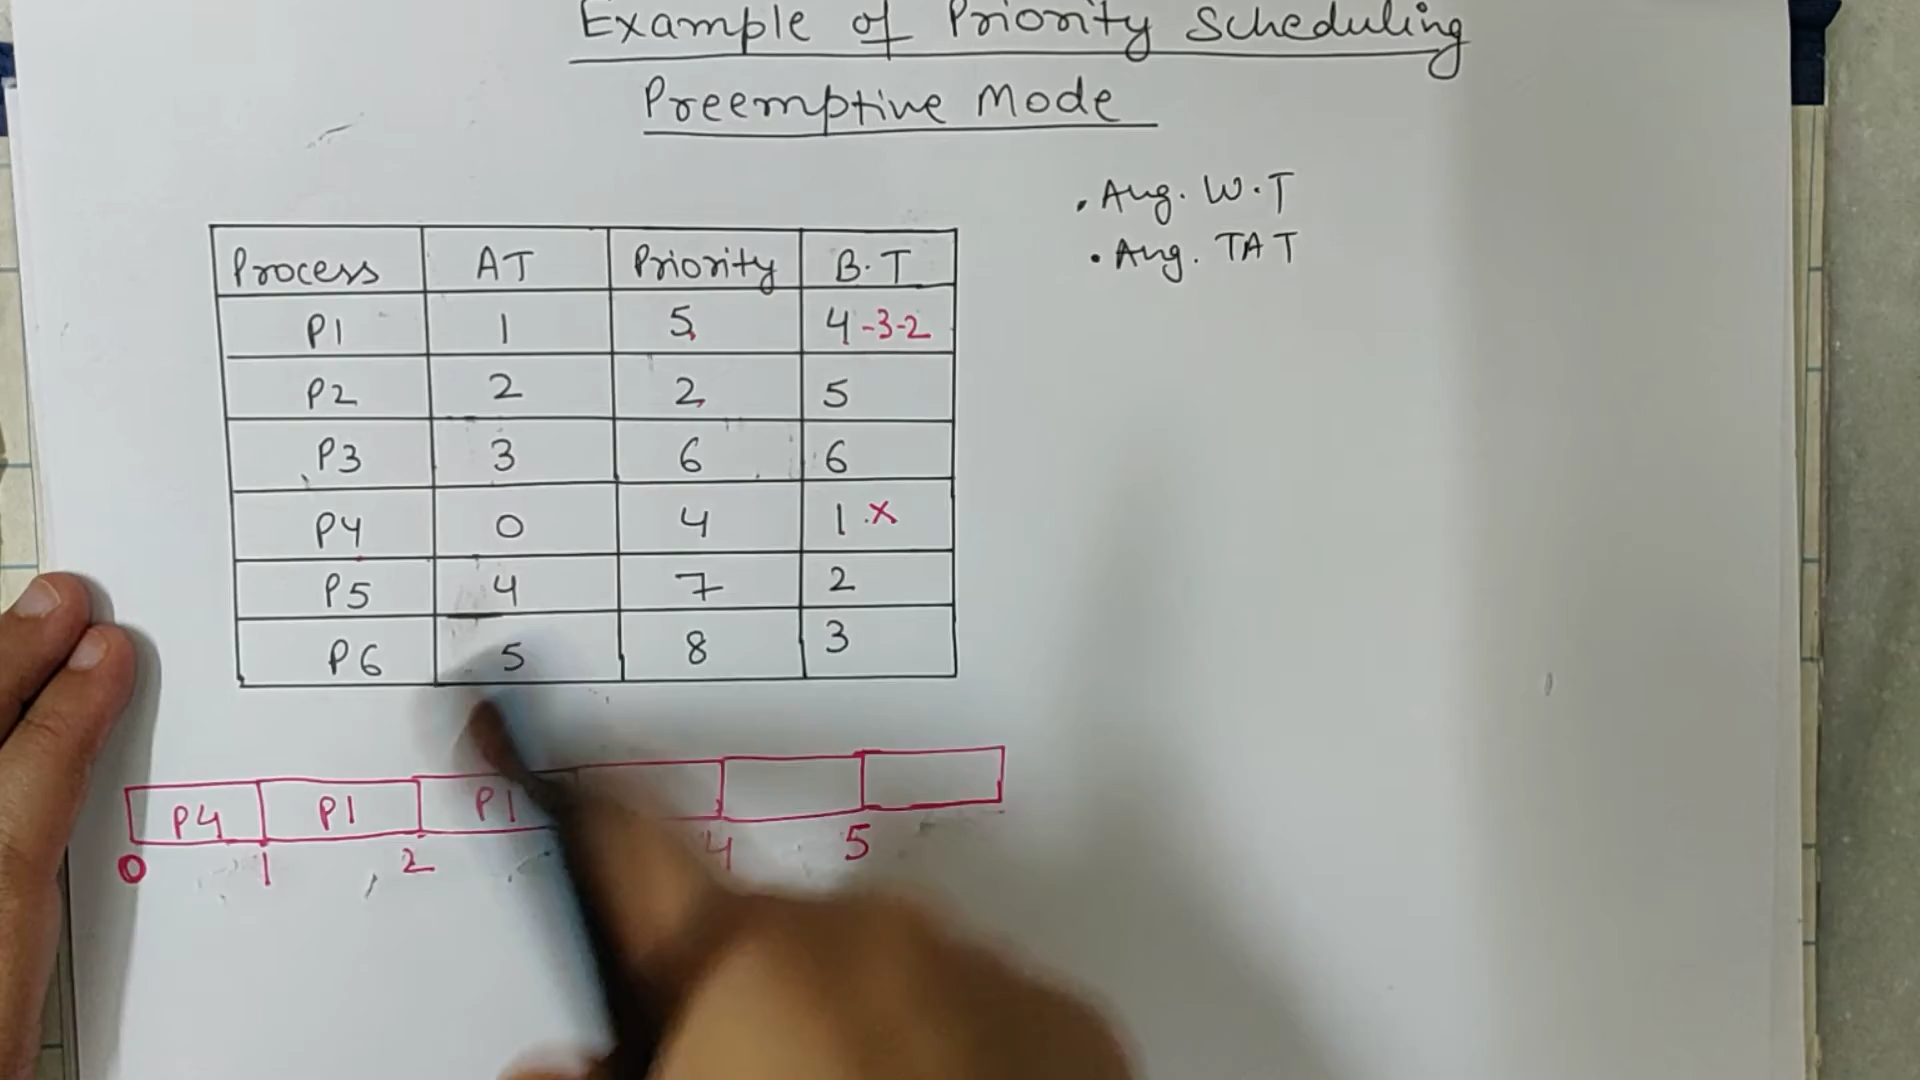 Example of Priority Scheduling
Preemptive Mode
• Avg. W.T
• Avg. TAT
Process AT Priority B.T
P1 1 5 4-3-2
P2 2 2 5
P3 3 6 6
P4 0 4 1 x
P5 4 7 2
P6 5 8 3
P4 P1 P1
0 1 2 4 5